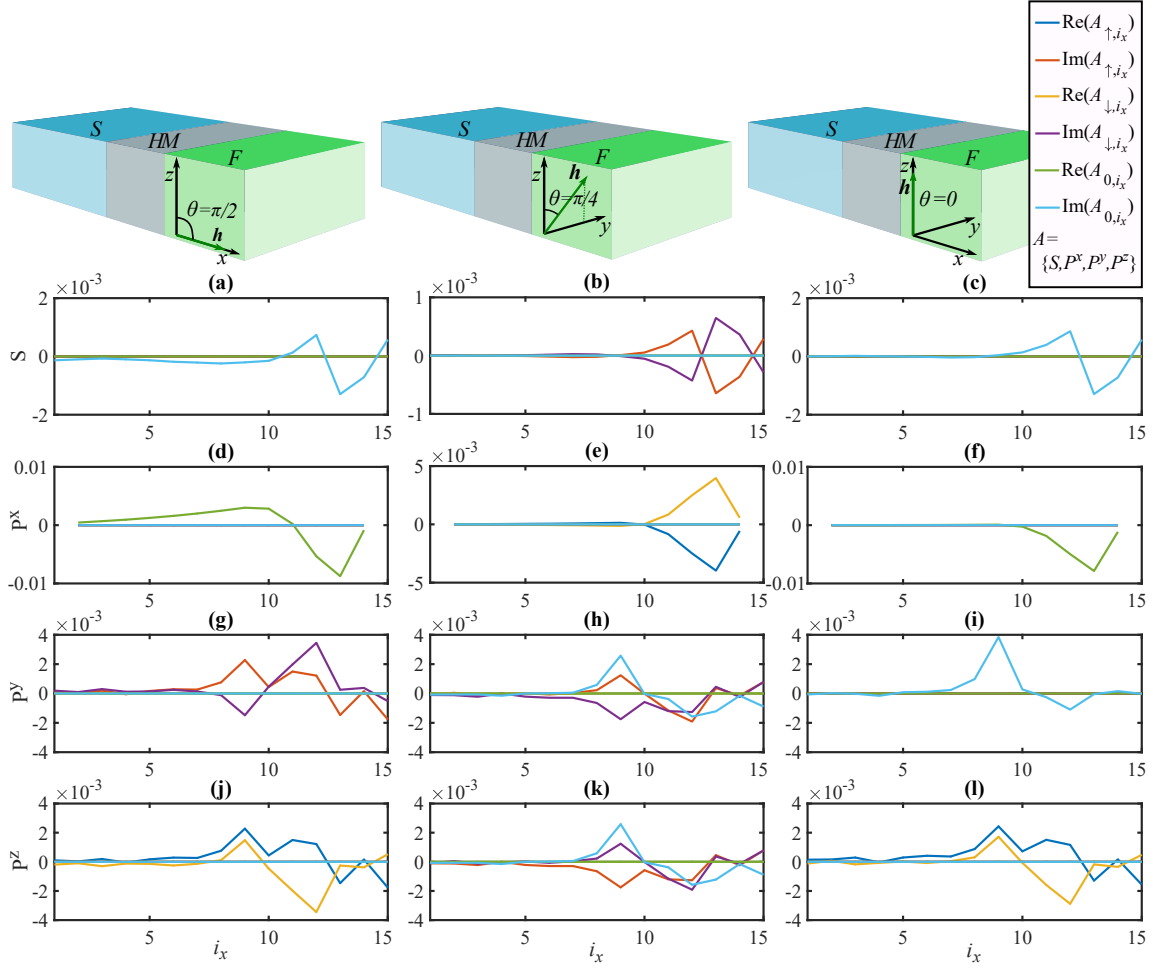 S HM F z θ=π/2 h x
S HM F z h θ=π/4 y
S HM F z h θ=0 y x
Re(A↑,iₓ)
Im(A↑,iₓ)
Re(A↓,iₓ)
Im(A↓,iₓ)
Re(A0,iₓ)
Im(A0,iₓ)
A=
{S,Pˣ,Pʸ,Pᶻ}
(a) (b) (c)
×10⁻³ ×10⁻³ ×10⁻³
2 1 2
S 0 0 0
-2 -1 -2
5 10 15 5 10 15 5 10 15
(d) (e) (f)
×10⁻³
0.01 5 0.01
Pˣ 0 0 0
-0.01 -5 -0.01
5 10 15 5 10 15 5 10 15
(g) (h) (i)
×10⁻³ ×10⁻³ ×10⁻³
4 4 4
2 2 2
Pʸ 0 0 0
-2 -2 -2
-4 -4 -4
5 10 15 5 10 15 5 10 15
(j) (k) (l)
×10⁻³ ×10⁻³ ×10⁻³
4 4 4
2 2 2
Pᶻ 0 0 0
-2 -2 -2
-4 -4 -4
5 10 15 5 10 15 5 10 15
iₓ iₓ iₓ